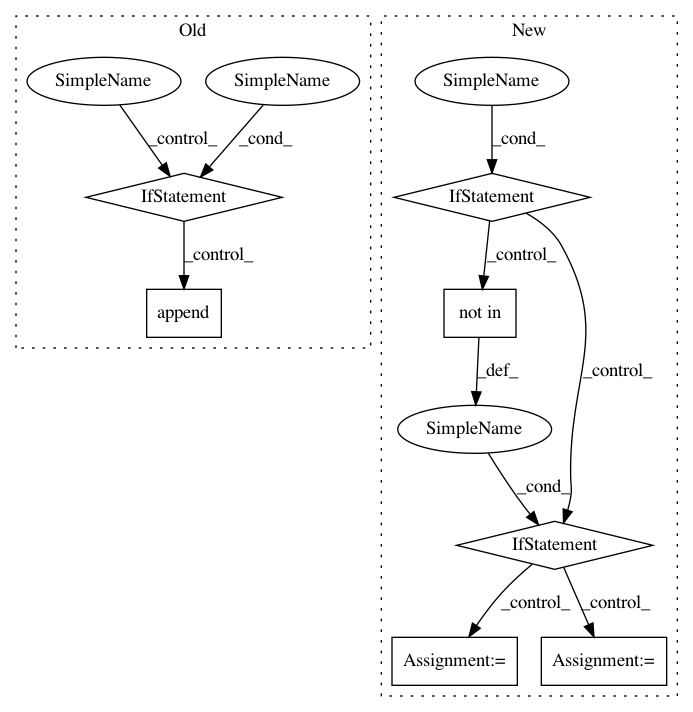 Old
SimpleName
SimpleName
_control_
_cond_
IfStatement
_control_
append
New
SimpleName
_cond_
IfStatement
_control_
not in
_def_
_control_
SimpleName
_cond_
IfStatement
_control_
_control_
Assignment:=
Assignment:=